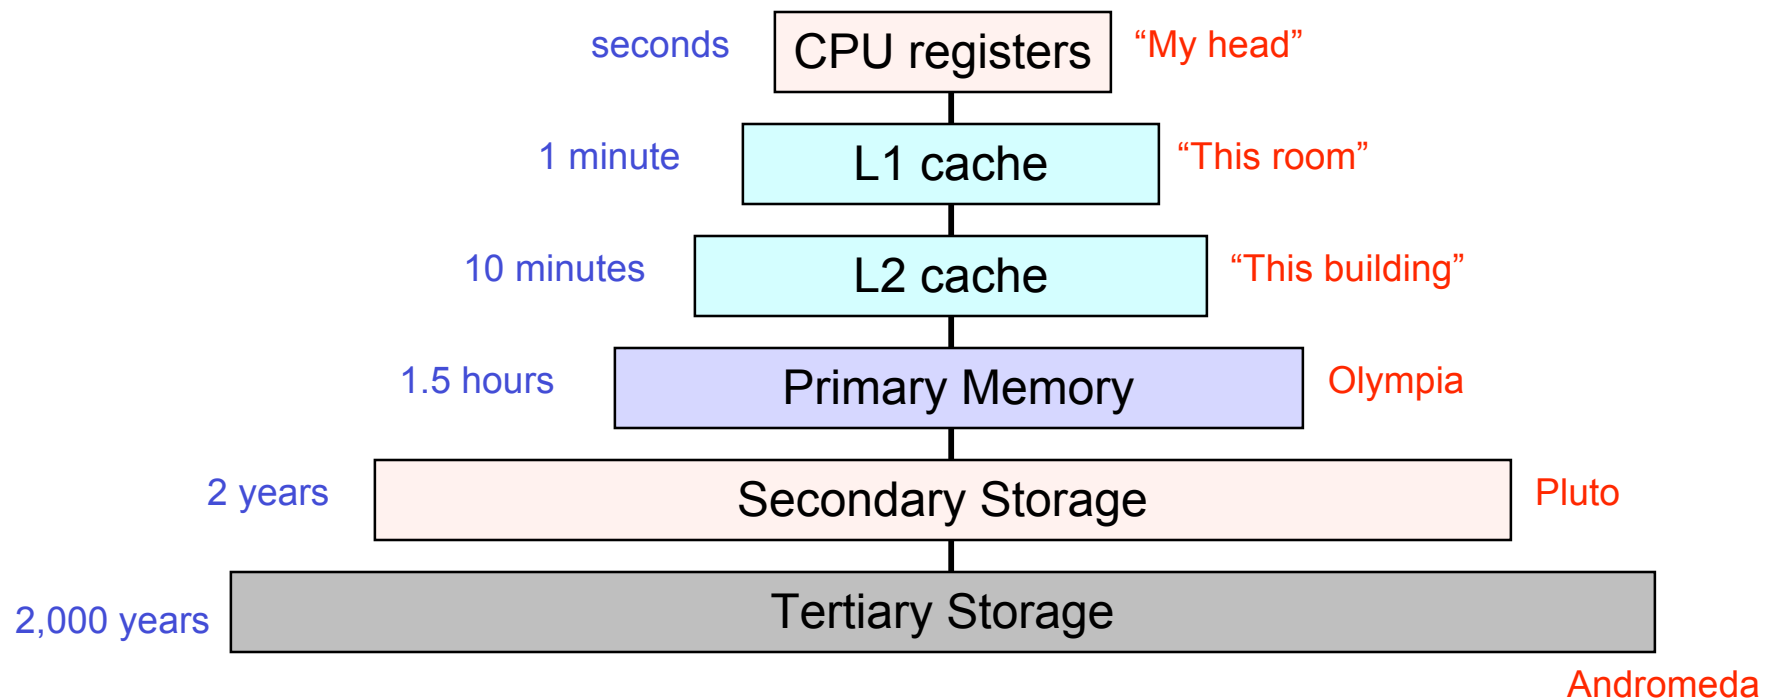 seconds CPU registers “My head”
1 minute L1 cache “This room”
10 minutes L2 cache “This building”
1.5 hours Primary Memory Olympia
2 years Secondary Storage Pluto
2,000 years Tertiary Storage
Andromeda